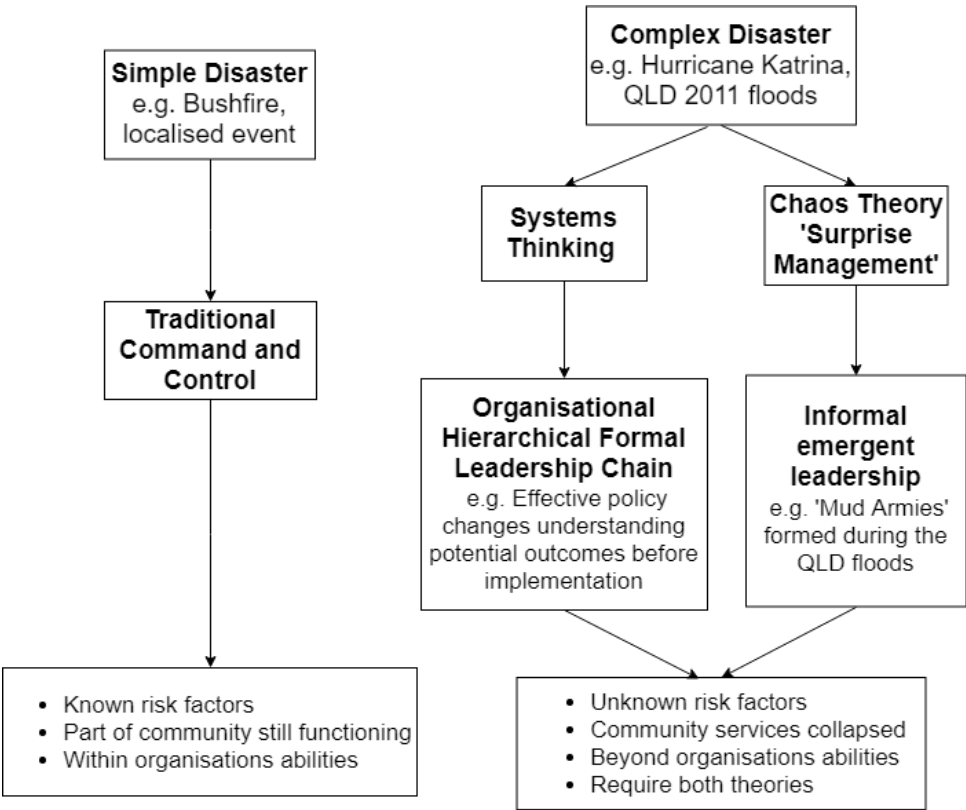 Simple Disaster
e.g. Bushfire,
localised event
Traditional
Command and
Control
• Known risk factors
• Part of community still functioning
• Within organisations abilities
Complex Disaster
e.g. Hurricane Katrina,
QLD 2011 floods
Systems
Thinking
Organisational
Hierarchical Formal
Leadership Chain
e.g. Effective policy
changes understanding
potential outcomes before
implementation
Chaos Theory
'Surprise
Management'
Informal
emergent
leadership
e.g. 'Mud Armies'
formed during the
QLD floods
• Unknown risk factors
• Community services collapsed
• Beyond organisations abilities
• Require both theories